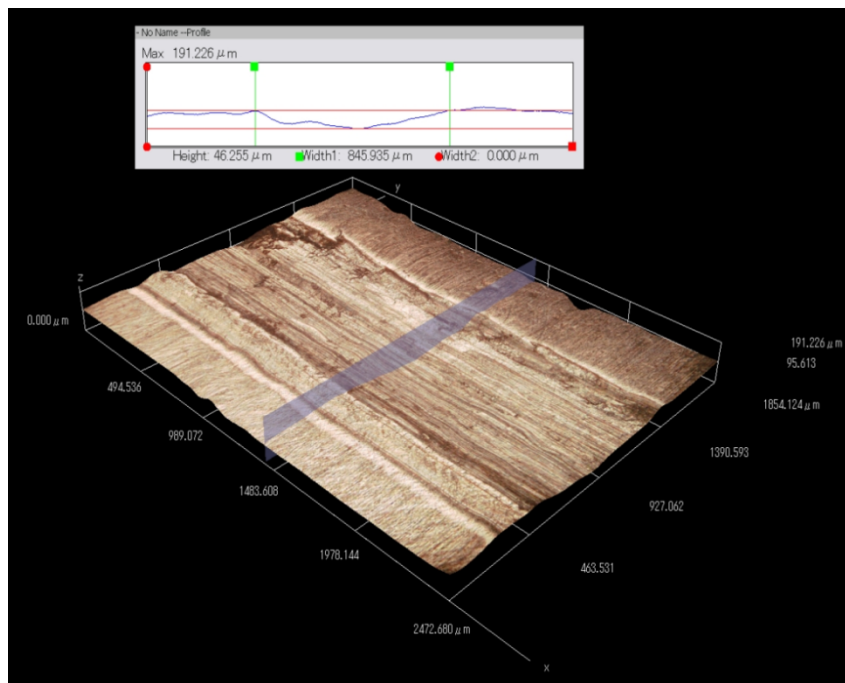 - No Name --Profile
Max 191.226 μm
Height: 46.255 μm Width1: 845.935 μm Width2: 0.000 μm
y
z
0.000 μm
191.226 μm
95.613
494.536
1854.124 μm
989.072
1390.593
1483.608
927.062
1978.144
463.531
2472.680 μm
x